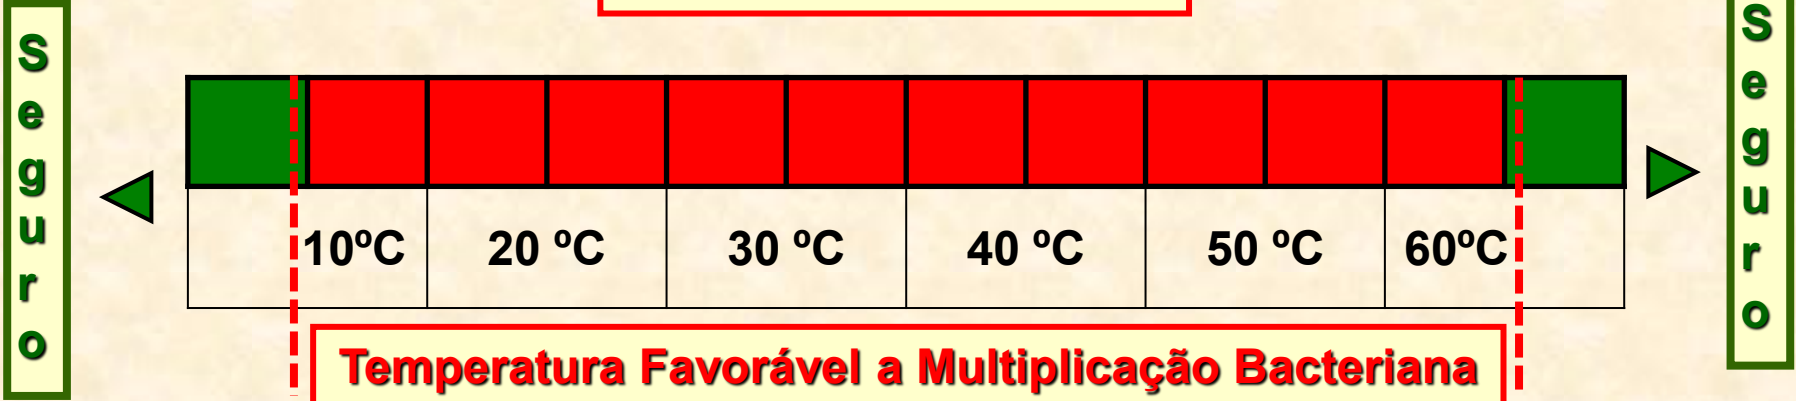 Seguro
10ºC 20 ºC 30 ºC 40 ºC 50 ºC 60ºC
Temperatura Favorável a Multiplicação Bacteriana
Seguro